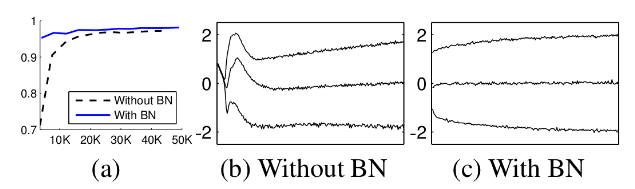 1
0.9
0.8
0.7
10K 20K 30K 40K 50K
Without BN
With BN
(a)
2
0
-2
(b) Without BN
2
0
-2
(c) With BN